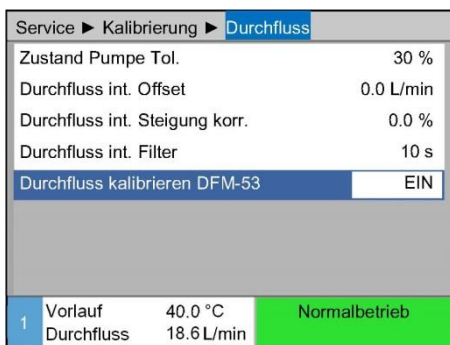 Service ► Kalibrierung ► Durchfluss
Zustand Pumpe Tol. 30 %
Durchfluss int. Offset 0.0 L/min
Durchfluss int. Steigung korr. 0.0 %
Durchfluss int. Filter 10 s
Durchfluss kalibrieren DFM-53 EIN
1 Vorlauf 40.0 °C Normalbetrieb
Durchfluss 18.6 L/min